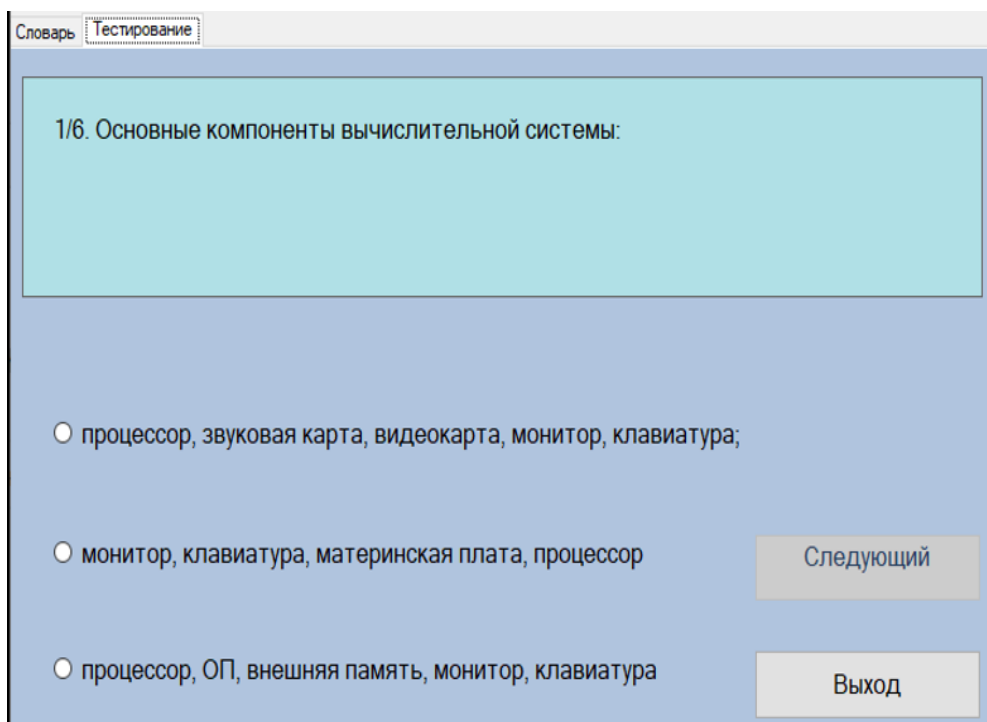 Словарь Тестирование
1/6. Основные компоненты вычислительной системы:
процессор, звуковая карта, видеокарта, монитор, клавиатура;
монитор, клавиатура, материнская плата, процессор
Следующий
процессор, ОП, внешняя память, монитор, клавиатура
Выход